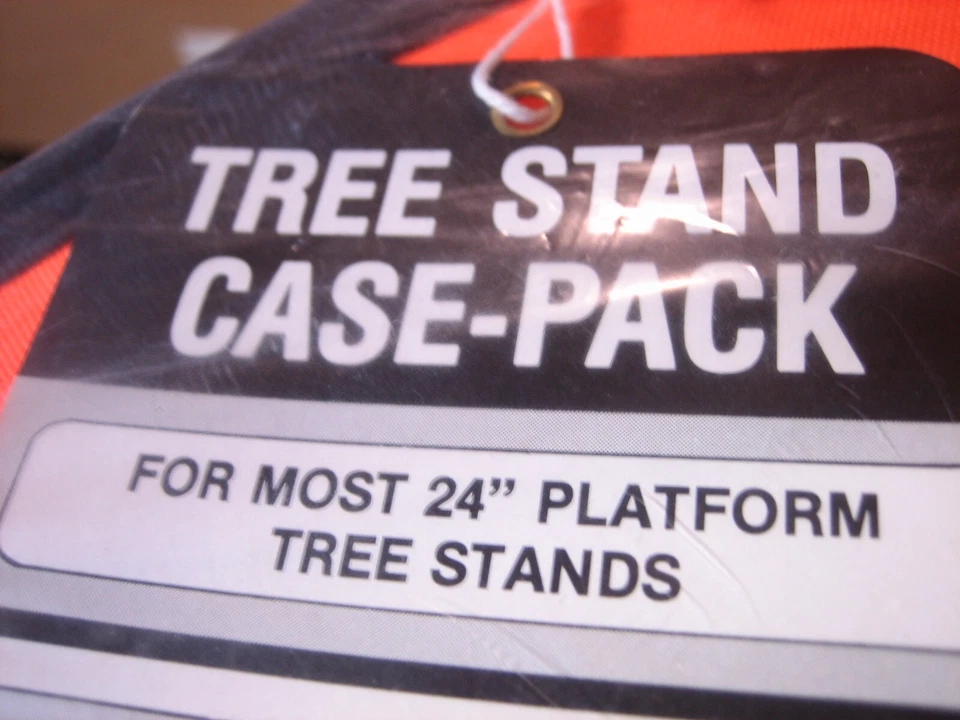 TREE STAND
CASE-PACK
FOR MOST 24” PLATFORM
TREE STANDS